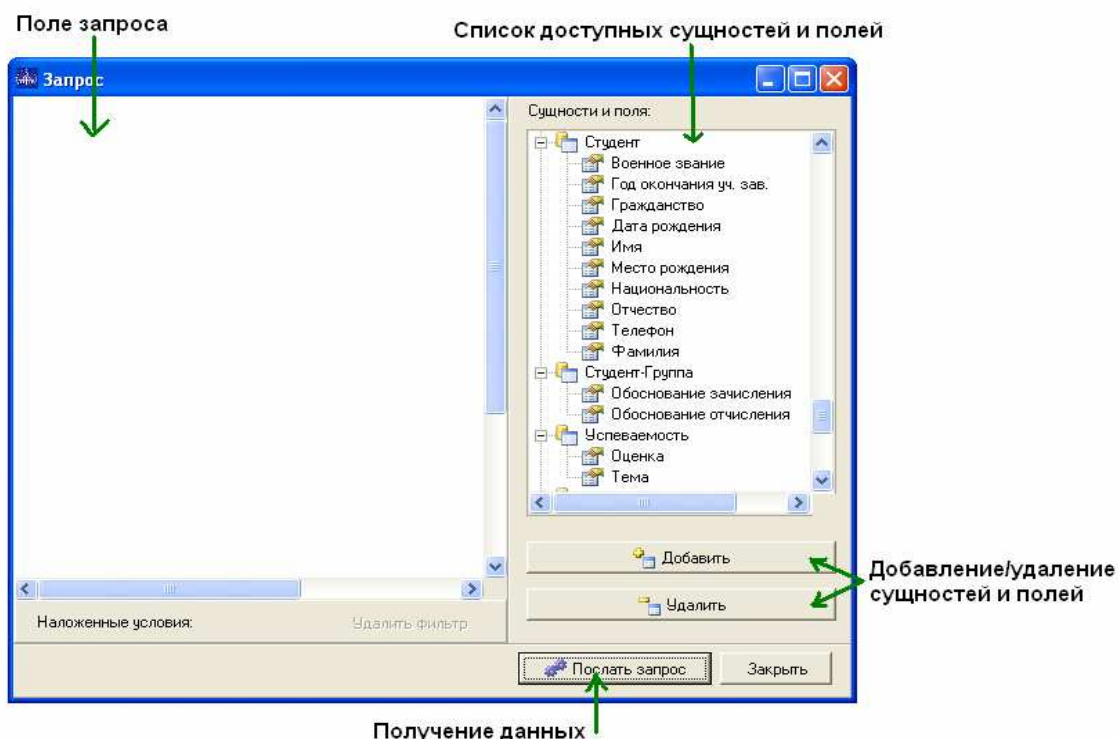 Поле запроса
Список доступных сущностей и полей
Запрос
Сущности и поля:
Студент
Военное звание
Год окончания уч. зав.
Гражданство
Дата рождения
Имя
Место рождения
Национальность
Отчество
Телефон
Фамилия
Студент-Группа
Обоснование зачисления
Обоснование отчисления
Успеваемость
Оценка
Тема
Добавить
Удалить
Добавление/удаление
сущностей и полей
Наложенные условия:
Удалить фильтр
Послать запрос
Закрыть
Получение данных